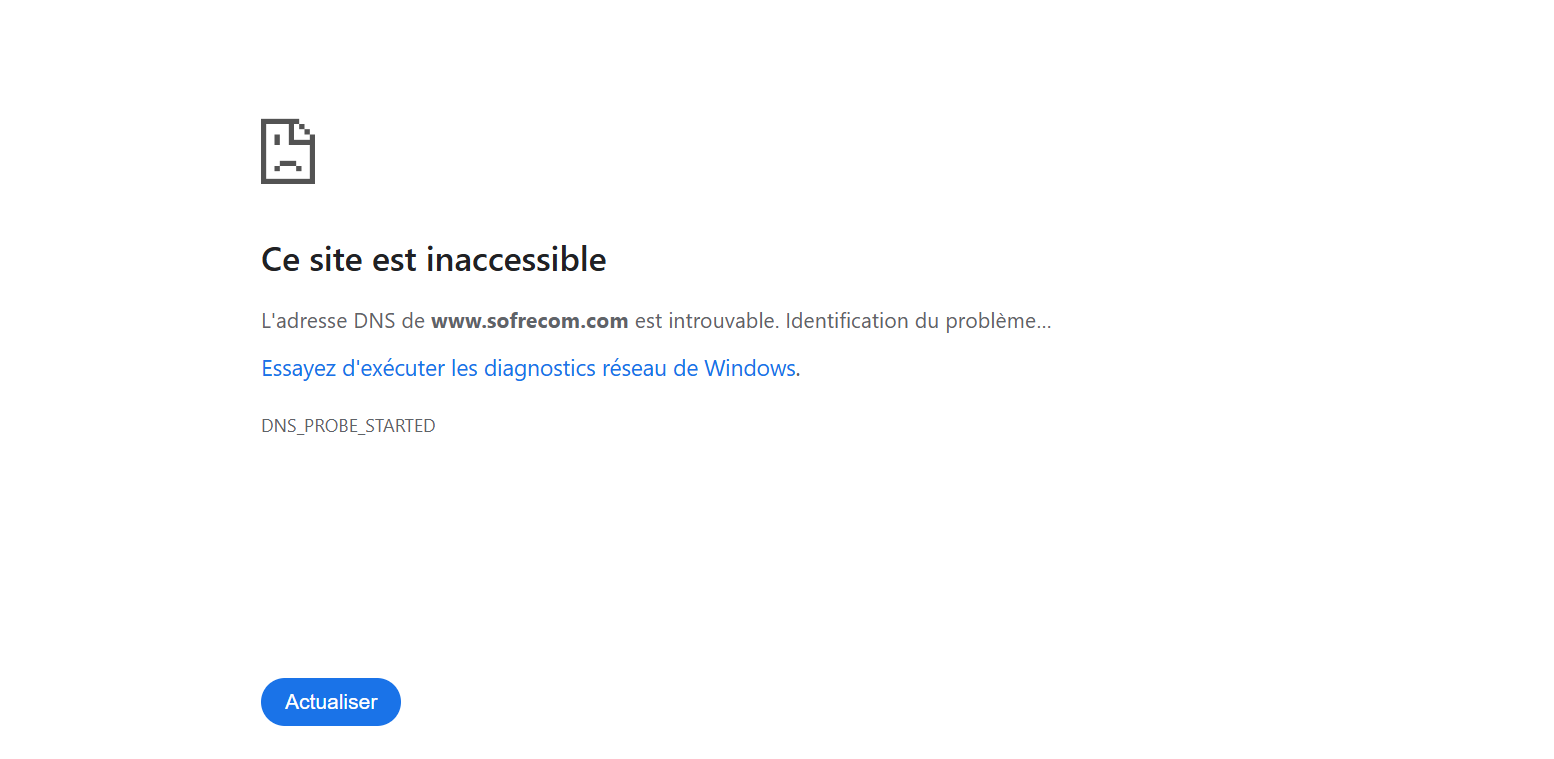 Ce site est inaccessible
L'adresse DNS de www.sofrecom.com est introuvable. Identification du problème...
Essayez d'exécuter les diagnostics réseau de Windows.
DNS_PROBE_STARTED
Actualiser